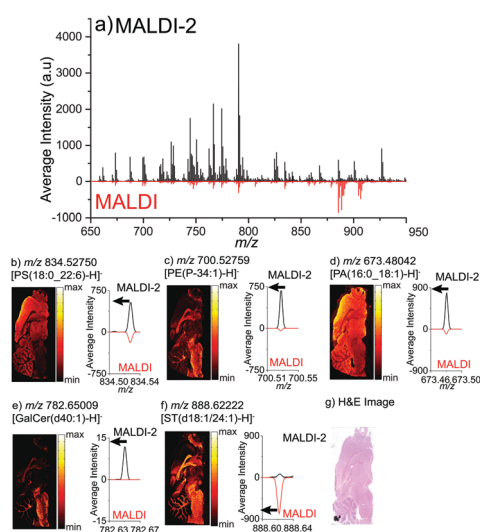 a) MALDI-2
4000
3000
2000
1000
0
-1000
Average Intensity (a.u)
MALDI
650 700 750 800 850 900 950
m/z
b) m/z 834.52750
[PS(18:0_22:6)-H]-
max
min
MALDI-2
750
0
750
Average Intensity
MALDI
834.50 834.54
m/z
c) m/z 700.52759
[PE(P-34:1)-H]-
max
min
MALDI-2
750
0
750
Average Intensity
MALDI
700.51 700.55
m/z
d) m/z 673.48042
[PA(16:0_18:1)-H]-
max
min
MALDI-2
900
0
900
Average Intensity
MALDI
673.46 673.50
m/z
e) m/z 782.65009
[GalCer(d40:1)-H]-
max
min
MALDI-2
15
0
-15
Average Intensity
MALDI
782.63 782.67
m/z
f) m/z 888.62222
[ST(d18:1/24:1)-H]-
max
min
MALDI-2
900
0
900
Average Intensity
MALDI
888.60 888.64
m/z
g) H&E Image